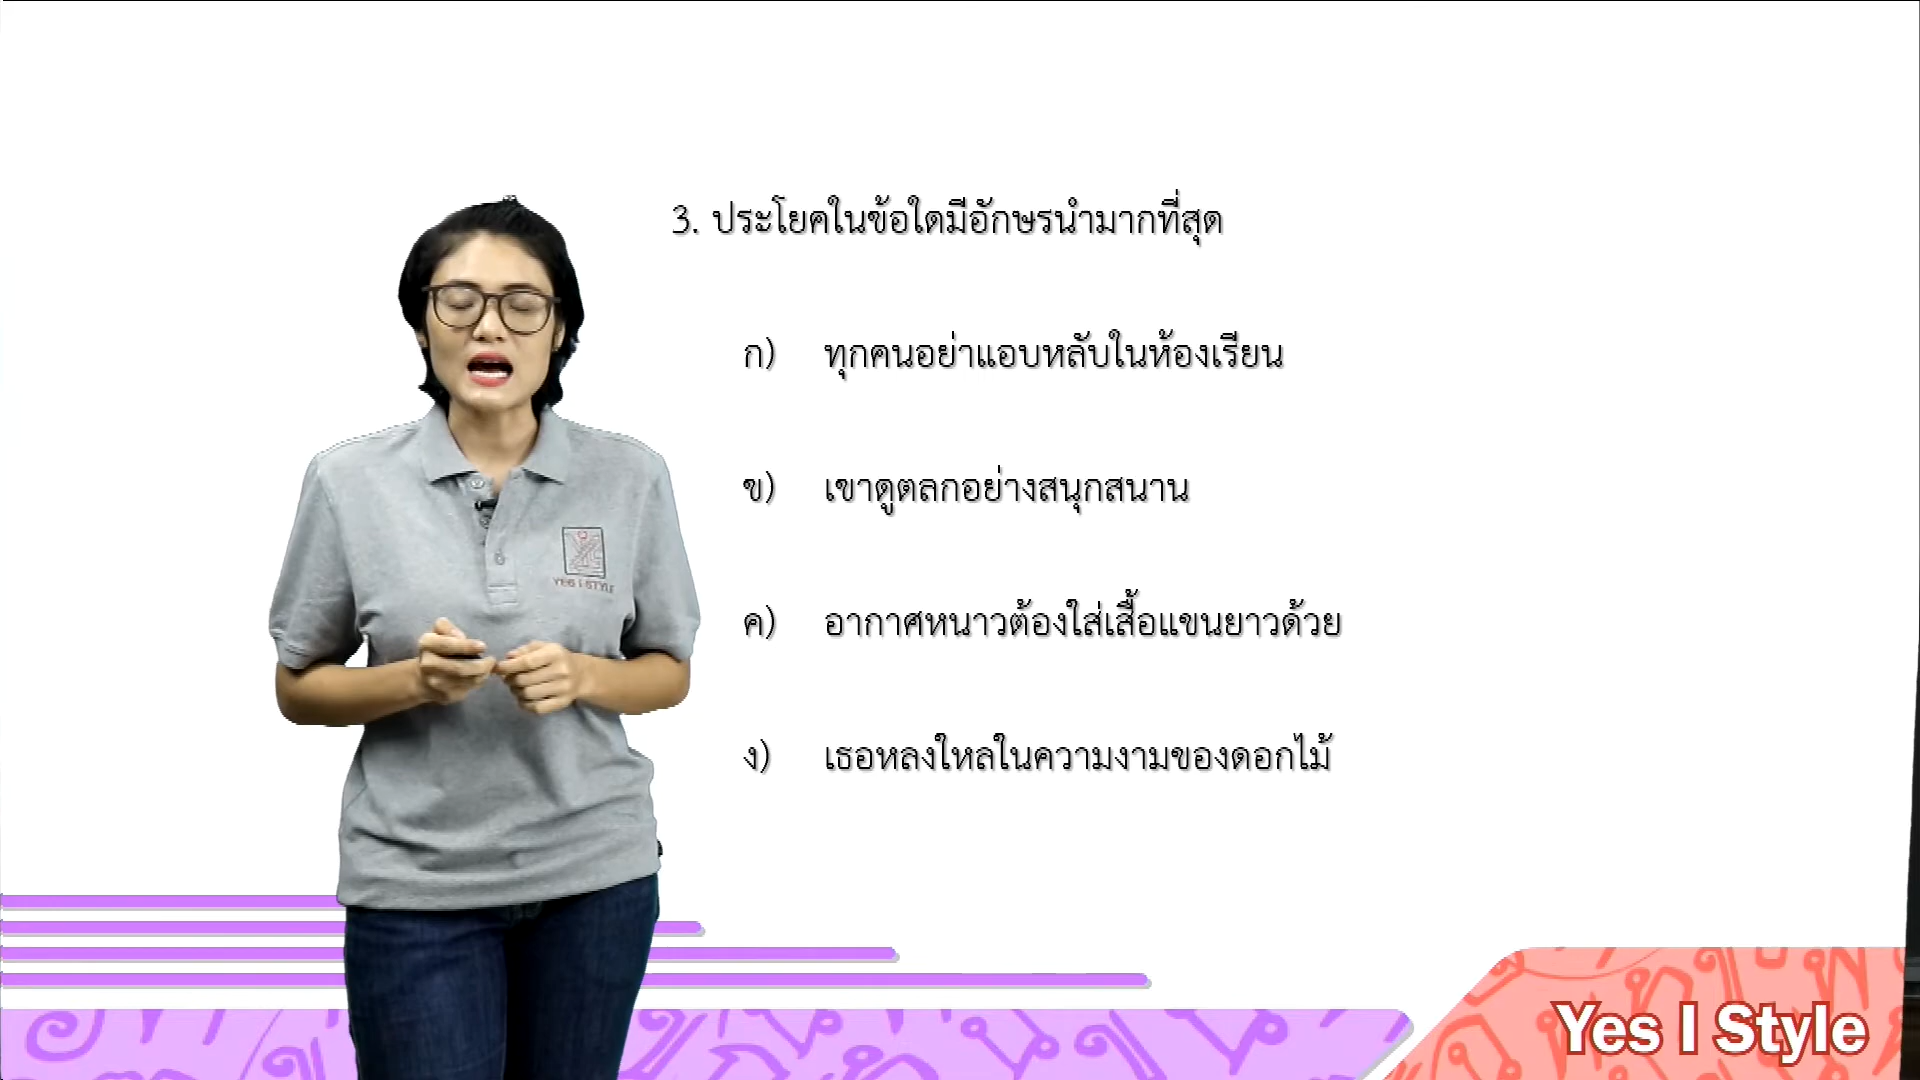 3. ประโยคในข้อใดมีอักษรนำมากที่สุด
ก) ทุกคนอย่าแอบหลับในห้องเรียน
ข) เขาดูตลกอย่างสนุกสนาน
ค) อากาศหนาวต้องใส่เสื้อแขนยาวด้วย
ง) เธอหลงใหลในความงามของดอกไม้
YES I STYLE
Yes I Style